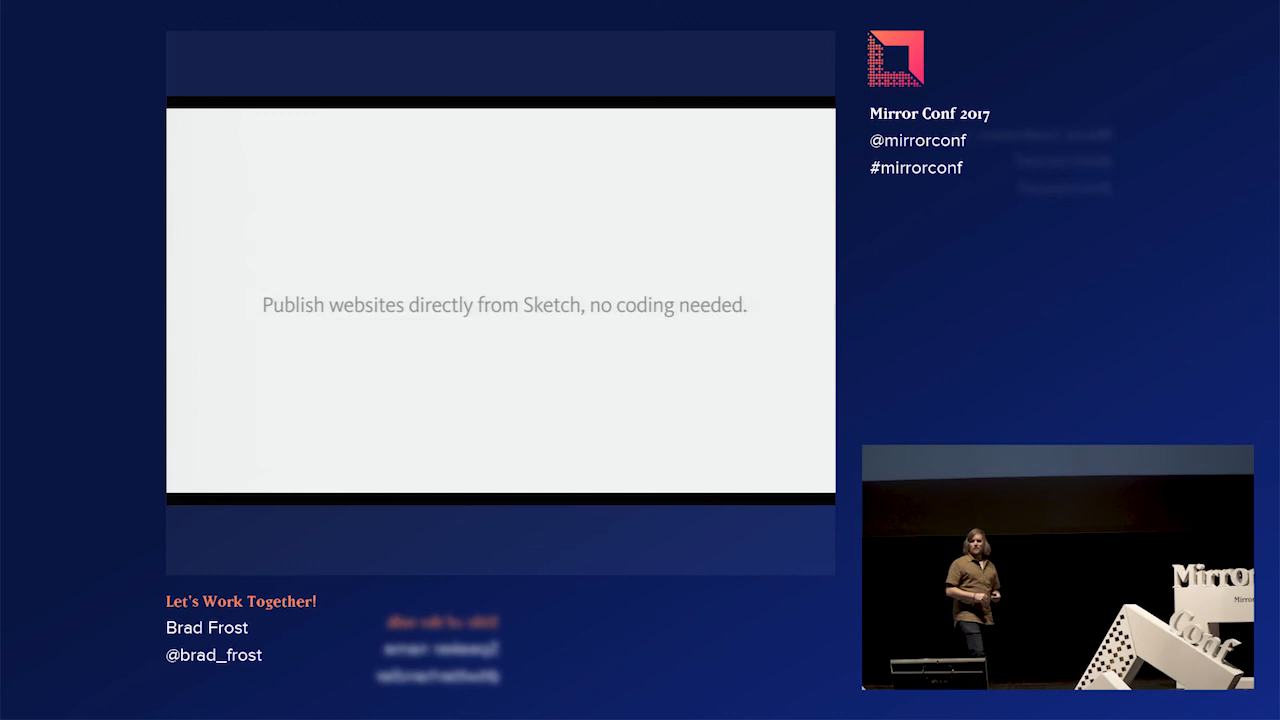 Mirror Conf 2017
@mirrorconf
#mirrorconf
Publish websites directly from Sketch, no coding needed.
Let's Work Together!
Brad Frost
@brad_frost
Mirror
Conf